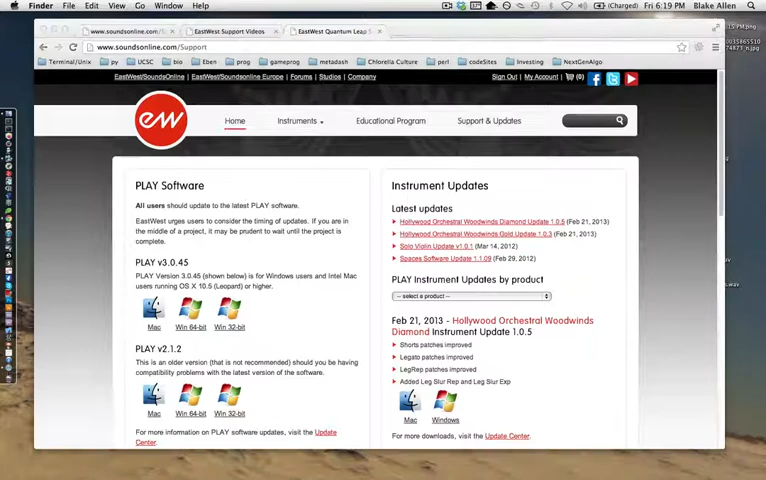 Finder File Edit View Go Window Help
(Charged) Fri 6:19 PM Blake Allen
www.soundsonline.com/Support
EastWest Support Videos
EastWest Quantum Leap S
www.soundsonline.com/Support
Terminal/Unix py UCSC bio Eben prog gameprog metadash Chlorella Culture perl codeSites Investing NextGenAlgo
EastWest/SoundsOnline | EastWest/Soundsonline Europe | Forums | Studios | Company
Sign Out | My Account | (0)
ew
Home Instruments Educational Program Support & Updates
PLAY Software
All users should update to the latest PLAY software.
EastWest urges users to consider the timing of updates. If you are in
the middle of a project, it may be prudent to wait until the project is
complete.
PLAY v3.0.45
PLAY Version 3.0.45 (shown below) is for Windows users and Intel Mac
users running OS X 10.5 (Leopard) or higher.
Mac Win 64-bit Win 32-bit
PLAY v2.1.2
This is an older version (that is not recommended) should you be having
compatibility problems with the latest version of the software.
Mac Win 64-bit Win 32-bit
For more information on PLAY software updates, visit the Update
Center.
Instrument Updates
Latest updates
Hollywood Orchestral Woodwinds Diamond Update 1.0.5 (Feb 21, 2013)
Hollywood Orchestral Woodwinds Gold Update 1.0.3 (Feb 21, 2013)
Solo Violin Update v1.0.1 (Mar 14, 2012)
Spaces Software Update 1.1.09 (Feb 29, 2012)
PLAY Instrument Updates by product
-- select a product --
Feb 21, 2013 - Hollywood Orchestral Woodwinds
Diamond Instrument Update 1.0.5
Shorts patches improved
Legato patches improved
LegRep patches improved
Added Leg Slur Rep and Leg Slur Exp
Mac Windows
For more downloads, visit the Update Center.